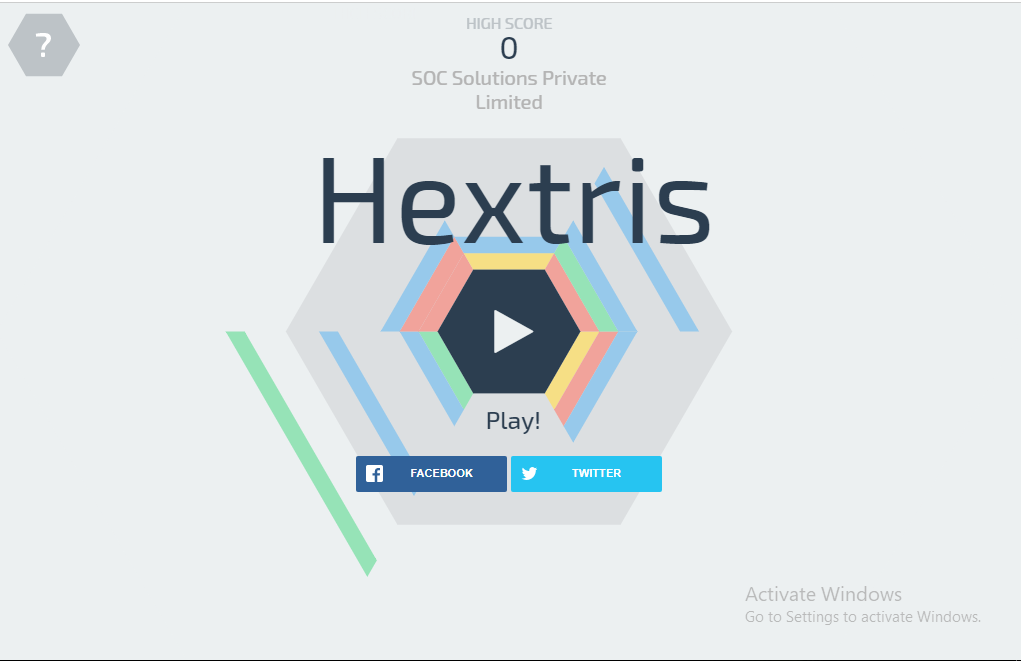 ?
HIGH SCORE
0
SOC Solutions Private
Limited
Hextris
Play!
FACEBOOK
TWITTER
Activate Windows
Go to Settings to activate Windows.